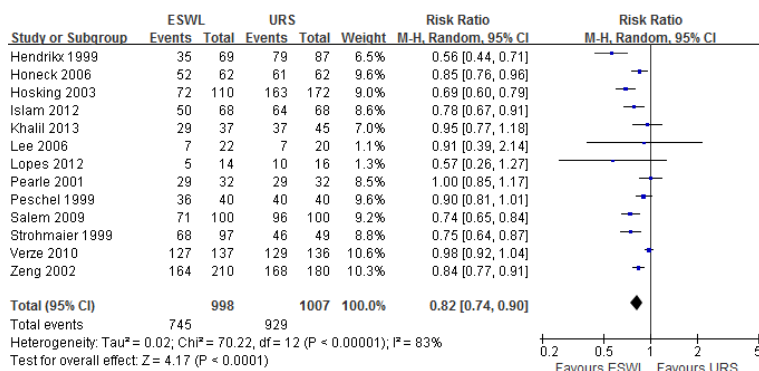 ESWL URS Risk Ratio Risk Ratio
Study or Subgroup Events Total Events Total Weight M-H, Random, 95% CI M-H, Random, 95% CI
Hendrikx 1999 35 69 79 87 6.5% 0.56 [0.44, 0.71]
Honeck 2006 52 62 61 62 9.2% 0.85 [0.76, 0.96]
Hosking 2003 72 110 163 172 8.9% 0.69 [0.60, 0.79]
Islam 2012 50 68 64 68 8.2% 0.78 [0.67, 0.91]
Khalil 2013 29 37 37 45 7.0% 0.95 [0.77, 1.18]
Lee 2006 7 22 7 20 1.1% 0.91 [0.39, 2.14]
Lopes 2012 5 14 10 16 1.3% 0.57 [0.26, 1.27]
Pearle 2001 29 32 29 32 8.5% 1.00 [0.85, 1.17]
Peschel 1999 36 40 40 40 9.5% 0.90 [0.81, 1.01]
Salem 2009 71 100 96 100 9.2% 0.74 [0.65, 0.84]
Strohmaier 1999 68 97 46 49 8.5% 0.75 [0.64, 0.87]
Verze 2010 127 137 129 136 10.6% 0.98 [0.92, 1.04]
Zeng 2002 164 210 168 180 10.3% 0.84 [0.77, 0.91]
Total (95% CI) 998 1007 100.0% 0.82 [0.74, 0.90]
Total events 745 929
Heterogeneity: Tau² = 0.02; Chi² = 70.22, df = 12 (P < 0.00001); I² = 83%
Test for overall effect: Z = 4.17 (P < 0.0001)
0.2 0.5 1 2 5
Favours ESWL Favours URS